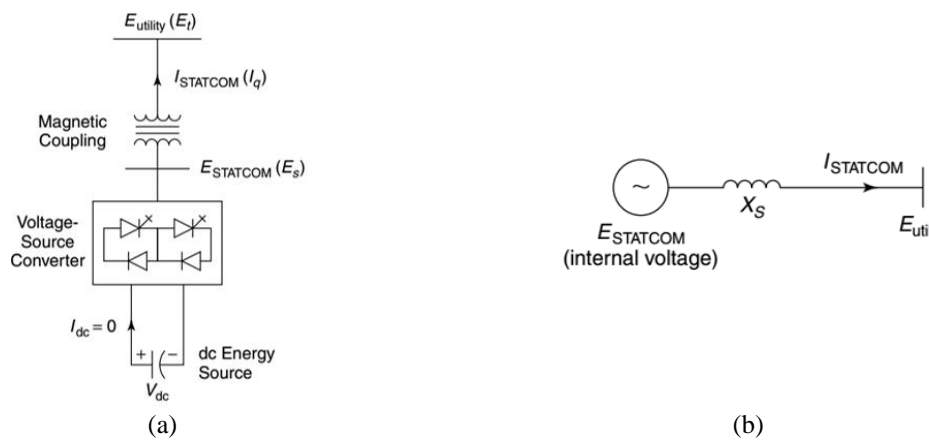 E_utility (E_t)
I_STATCOM (I_q)
Magnetic
Coupling
E_STATCOM (E_s)
Voltage-
Source
Converter
I_dc = 0
+ −
dc Energy
Source
V_dc
(a)
I_STATCOM
~
X_S
E_STATCOM
(internal voltage)
E_uti
(b)